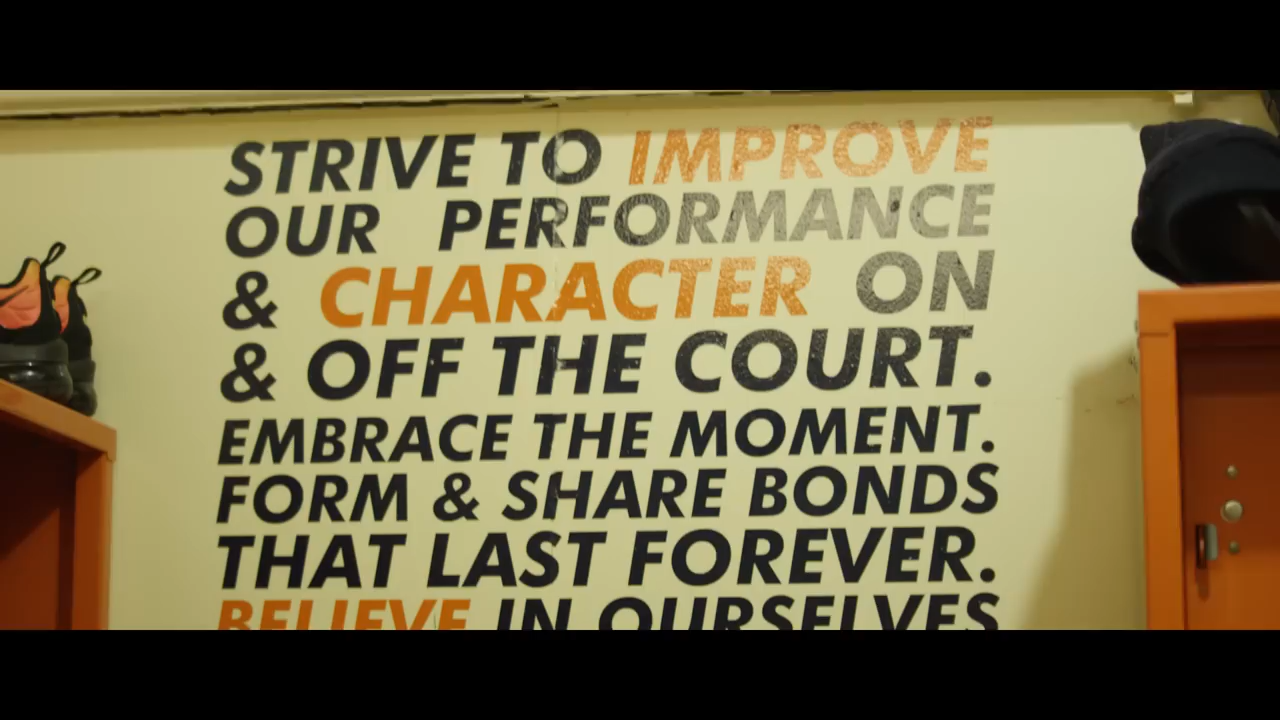 STRIVE TO IMPROVE
OUR PERFORMANCE
& CHARACTER ON
& OFF THE COURT.
EMBRACE THE MOMENT.
FORM & SHARE BONDS
THAT LAST FOREVER.
BELIEVE IN OURSELVES